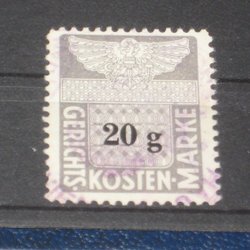 20 g
GERICHTS-
KOSTEN-
MARKE